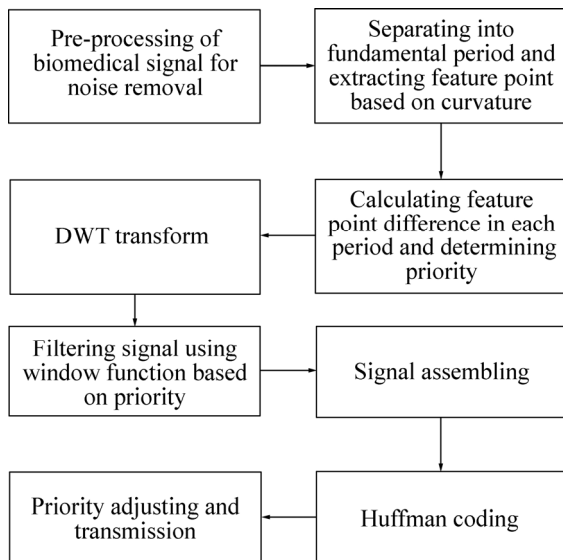 Pre-processing of
biomedical signal for
noise removal
Separating into
fundamental period and
extracting feature point
based on curvature
Calculating feature
point difference in each
period and determining
priority
DWT transform
Filtering signal using
window function based
on priority
Signal assembling
Huffman coding
Priority adjusting and
transmission